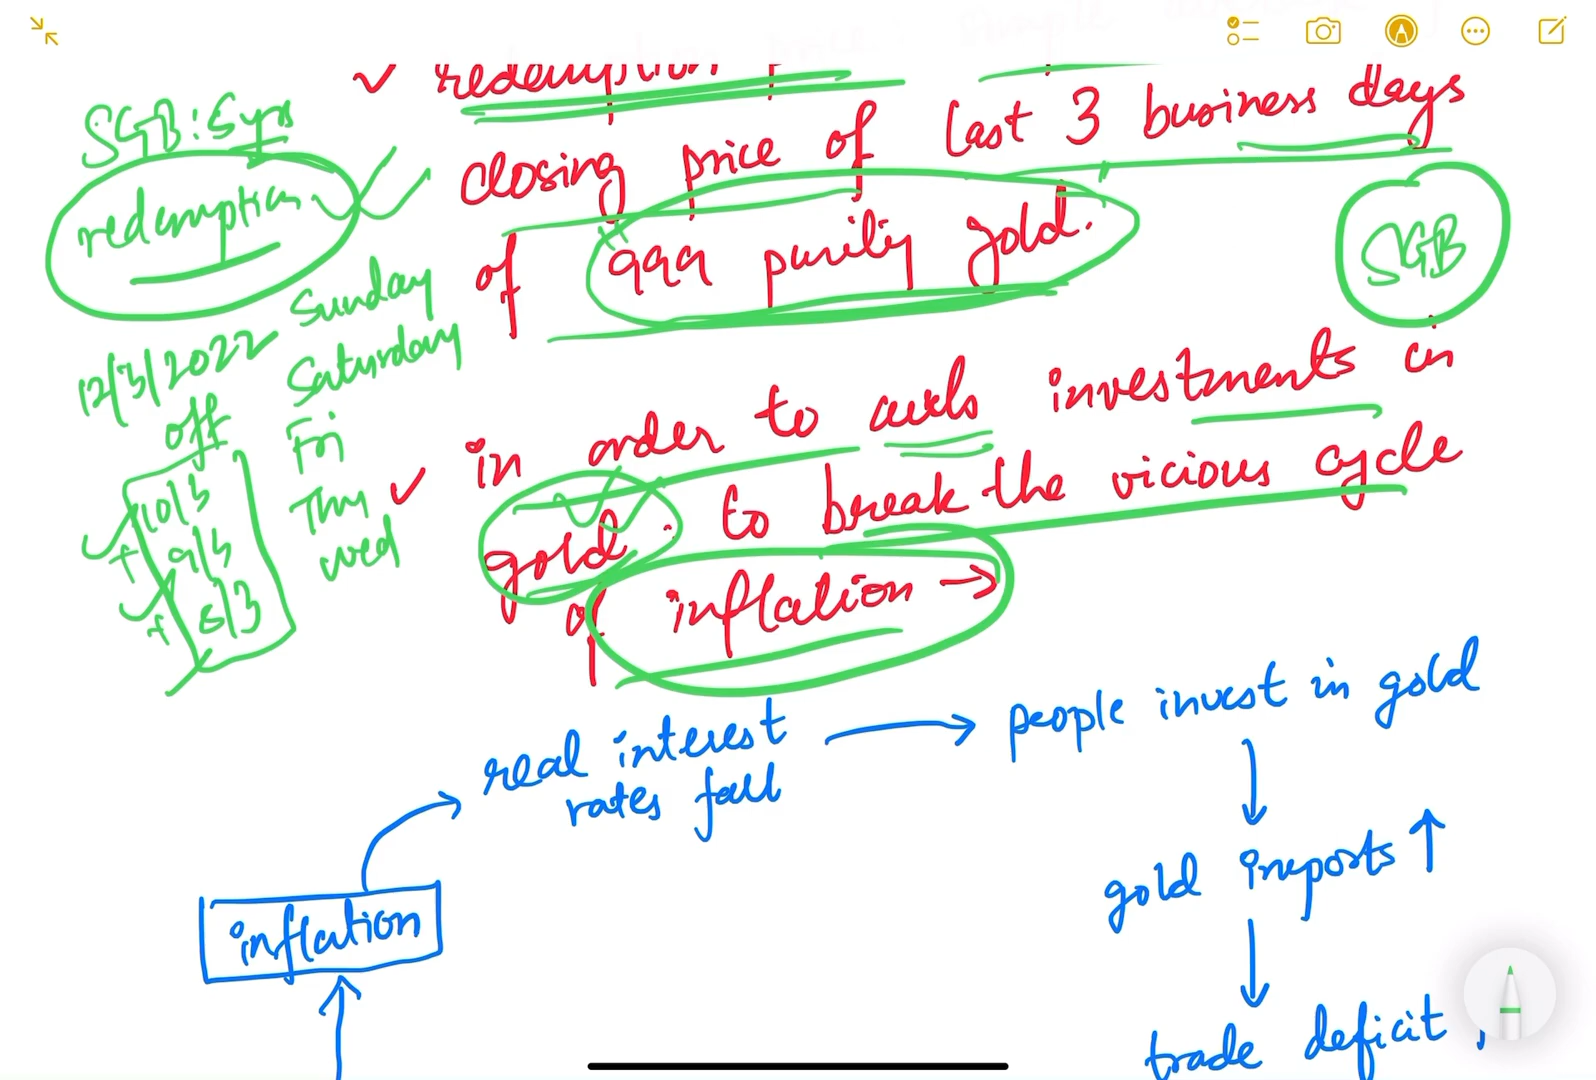 simple
✓ redemption
closing price of last 3 business days
of 999 purity gold.
SGB
SGB: 5 yrs
redemption
Sunday
12/3/2022 Saturday
off Fri
10/3 Thu
+ 9/3 wed
+ 8/3
✓ in order to curb investments in
gold. to break the vicious cycle
of inflation →
real interest → people invest in gold
rates fall
gold imports ↑
inflation
trade deficit